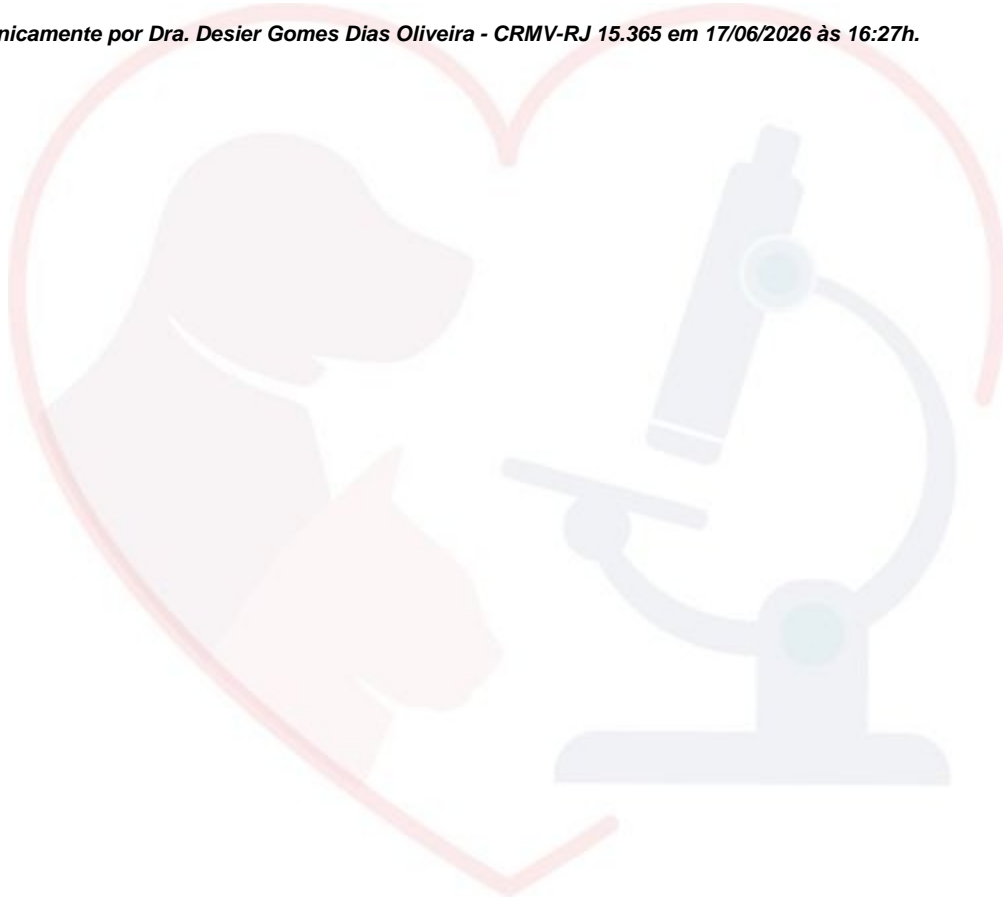 nicamente por Dra. Desier Gomes Dias Oliveira - CRMV-RJ 15.365 em 17/06/2026 às 16:27h.